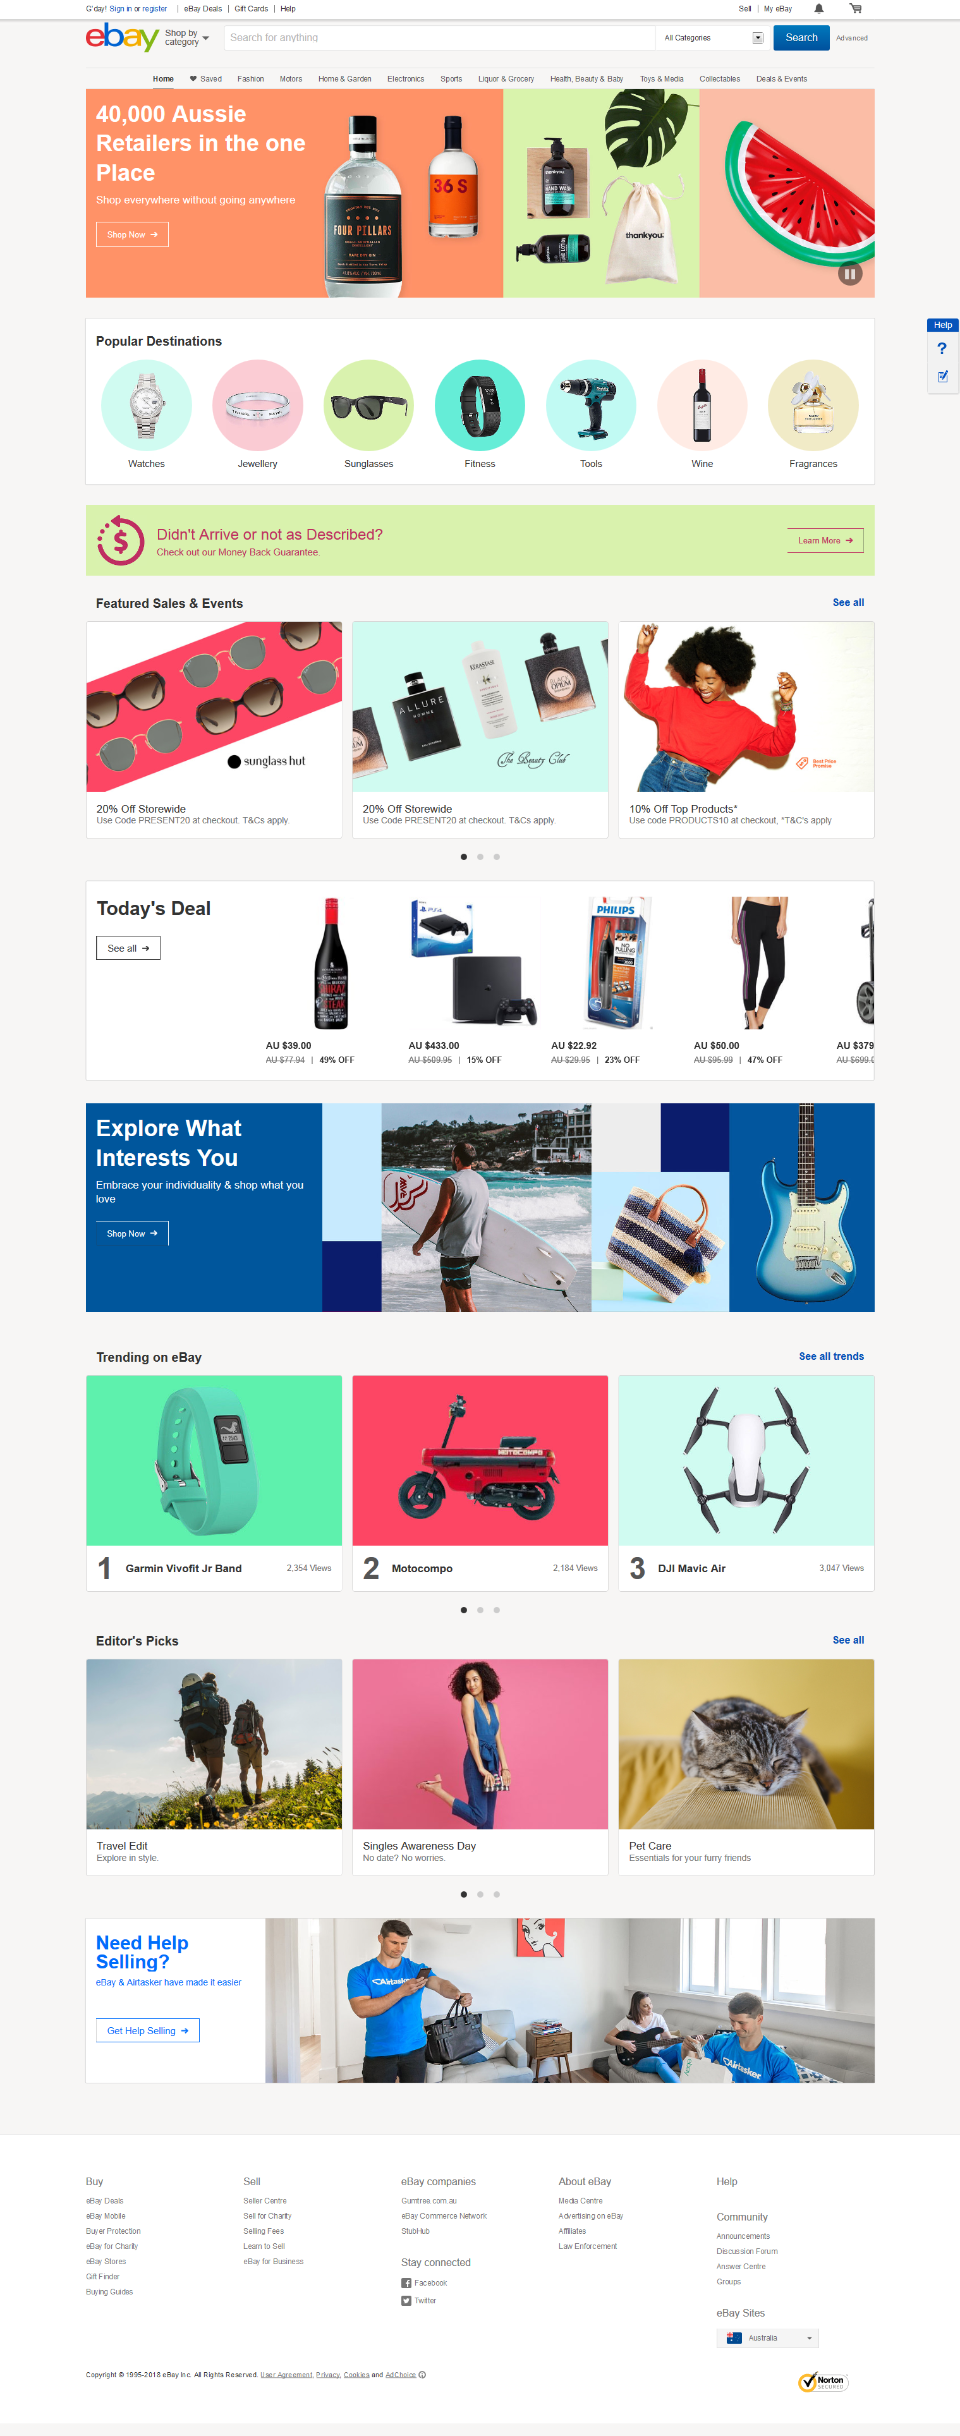 G'day! Sign in or register | eBay Deals | Gift Cards | Help
Sell | My eBay
ebay
Shop by category
Search for anything
All Categories
Search
Advanced
Home
Saved
Fashion
Motors
Home & Garden
Electronics
Sports
Liquor & Grocery
Health, Beauty & Baby
Toys & Media
Collectables
Deals & Events
40,000 Aussie
Retailers in the one
Place
Shop everywhere without going anywhere
Shop Now
FOUR PILLARS
36 S
thankyou
HAND WASH
thankyou.
Help
?
Popular Destinations
Watches
Jewellery
Sunglasses
Fitness
Tools
Wine
Fragrances
Didn't Arrive or not as Described?
Check out our Money Back Guarantee.
Learn More
Featured Sales & Events
See all
sunglass hut
ALLURE
HOMME
KERASTASE
BLACK
OPIUM
The Beauty Club
Best Price
Promise
20% Off Storewide
Use Code PRESENT20 at checkout. T&Cs apply.
20% Off Storewide
Use Code PRESENT20 at checkout. T&Cs apply.
10% Off Top Products*
Use code PRODUCTS10 at checkout, *T&C's apply
Today's Deal
See all
PS4
PHILIPS
NO PULLING
AU $39.00
AU $77.94 | 49% OFF
AU $433.00
AU $509.95 | 15% OFF
AU $22.92
AU $29.95 | 23% OFF
AU $50.00
AU $95.99 | 47% OFF
AU $379
AU $699.0
Explore What
Interests You
Embrace your individuality & shop what you
love
Shop Now
Trending on eBay
See all trends
MOTOCOMPO
1 Garmin Vivofit Jr Band 2,354 Views
2 Motocompo 2,184 Views
3 DJI Mavic Air 3,047 Views
Editor's Picks
See all
Travel Edit
Explore in style.
Singles Awareness Day
No date? No worries.
Pet Care
Essentials for your furry friends
Need Help
Selling?
eBay & Airtasker have made it easier
Get Help Selling
Airtasker
Airtasker
Buy
eBay Deals
eBay Mobile
Buyer Protection
eBay for Charity
eBay Stores
Gift Finder
Buying Guides
Sell
Seller Centre
Sell for Charity
Selling Fees
Learn to Sell
eBay for Business
eBay companies
Gumtree.com.au
eBay Commerce Network
StubHub
Stay connected
Facebook
Twitter
About eBay
Media Centre
Advertising on eBay
Affiliates
Law Enforcement
Help
Community
Announcements
Discussion Forum
Answer Centre
Groups
eBay Sites
Australia
Copyright © 1995-2018 eBay Inc. All Rights Reserved. User Agreement, Privacy, Cookies and AdChoice
Norton
SECURED